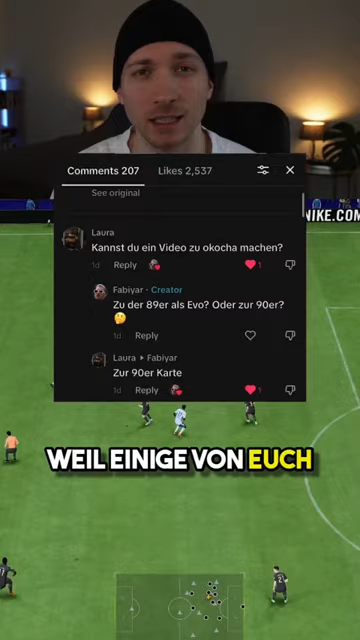 Comments 207
Likes 2,537
See original
NIKE.COM
Laura
Kannst du ein Video zu okocha machen?
1d Reply
1
Fabiyar · Creator
Zu der 89er als Evo? Oder zur 90er?
🤔
1d Reply
Laura ▸ Fabiyar
Zur 90er Karte
1d Reply
1
WEIL EINIGE VON EUCH